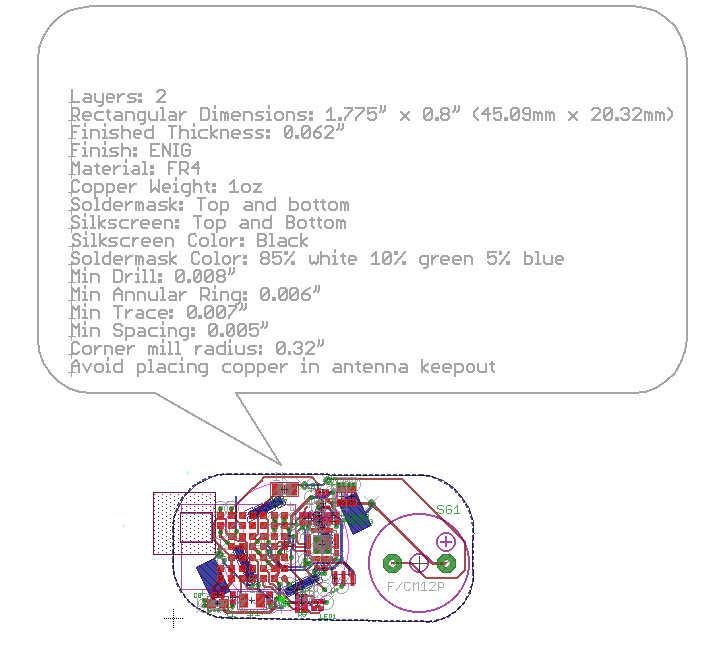 Layers: 2
Rectangular Dimensions: 1.775" x 0.8" (45.09mm x 20.32mm)
Finished Thickness: 0.062"
Finish: ENIG
Material: FR4
Copper Weight: 1oz
Soldermask: Top and bottom
Silkscreen: Top and Bottom
Silkscreen Color: Black
Soldermask Color: 85% white 10% green 5% blue
Min Drill: 0.008"
Min Annular Ring: 0.006"
Min Trace: 0.007"
Min Spacing: 0.005"
Corner mill radius: 0.32"
Avoid placing copper in antenna keepout
SG1
F/CM12P
LED1